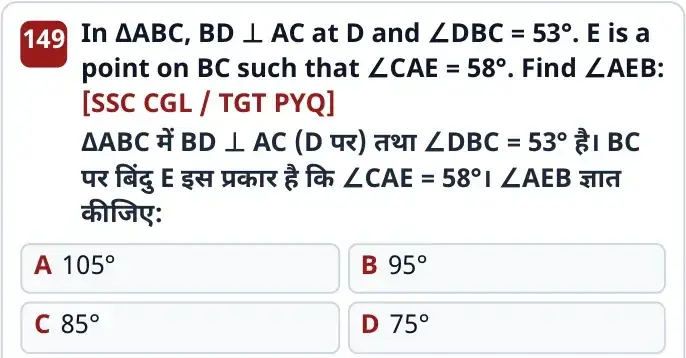 149 In ΔABC, BD ⊥ AC at D and ∠DBC = 53°. E is a
point on BC such that ∠CAE = 58°. Find ∠AEB:
[SSC CGL / TGT PYQ]
ΔABC में BD ⊥ AC (D पर) तथा ∠DBC = 53° है। BC
पर बिंदु E इस प्रकार है कि ∠CAE = 58°। ∠AEB ज्ञात
कीजिए:
A 105° B 95°
C 85° D 75°